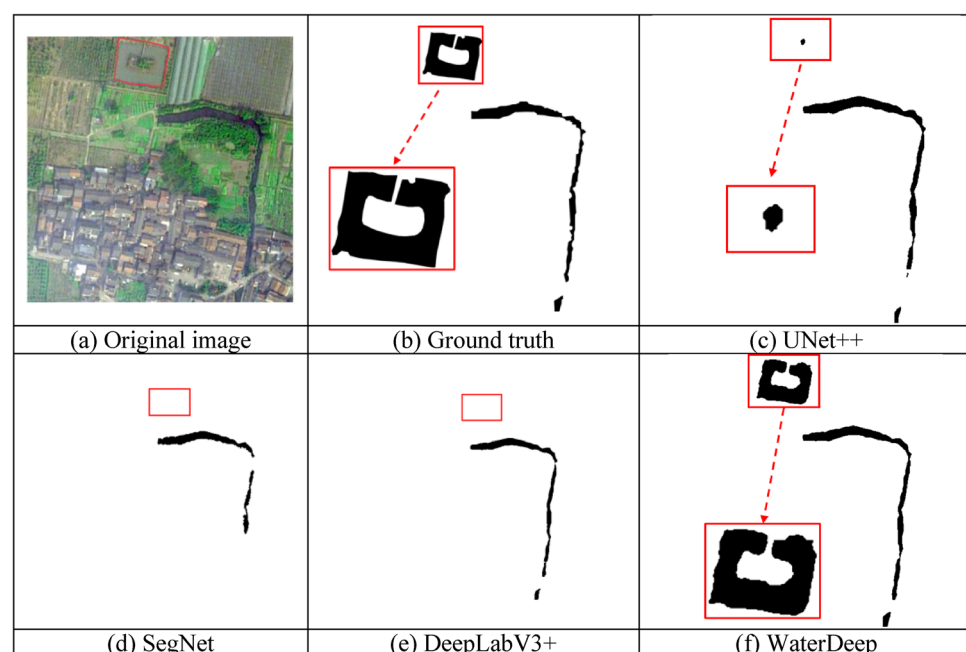 (a) Original image
(b) Ground truth
(c) UNet++
(d) SegNet
(e) DeepLabV3+
(f) WaterDeep